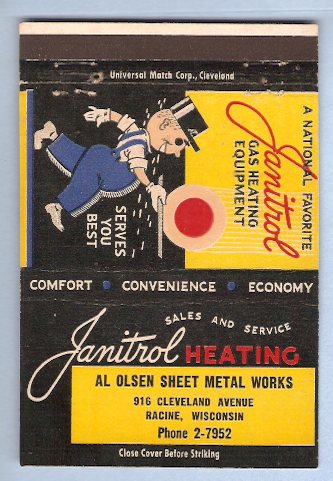 Universal Match Corp., Cleveland
A NATIONAL FAVORITE
Janitrol
GAS HEATING
EQUIPMENT
SERVES
YOU
BEST
COMFORT • CONVENIENCE • ECONOMY
SALES AND SERVICE
Janitrol HEATING
AL OLSEN SHEET METAL WORKS
916 CLEVELAND AVENUE
RACINE, WISCONSIN
Phone 2-7952
Close Cover Before Striking